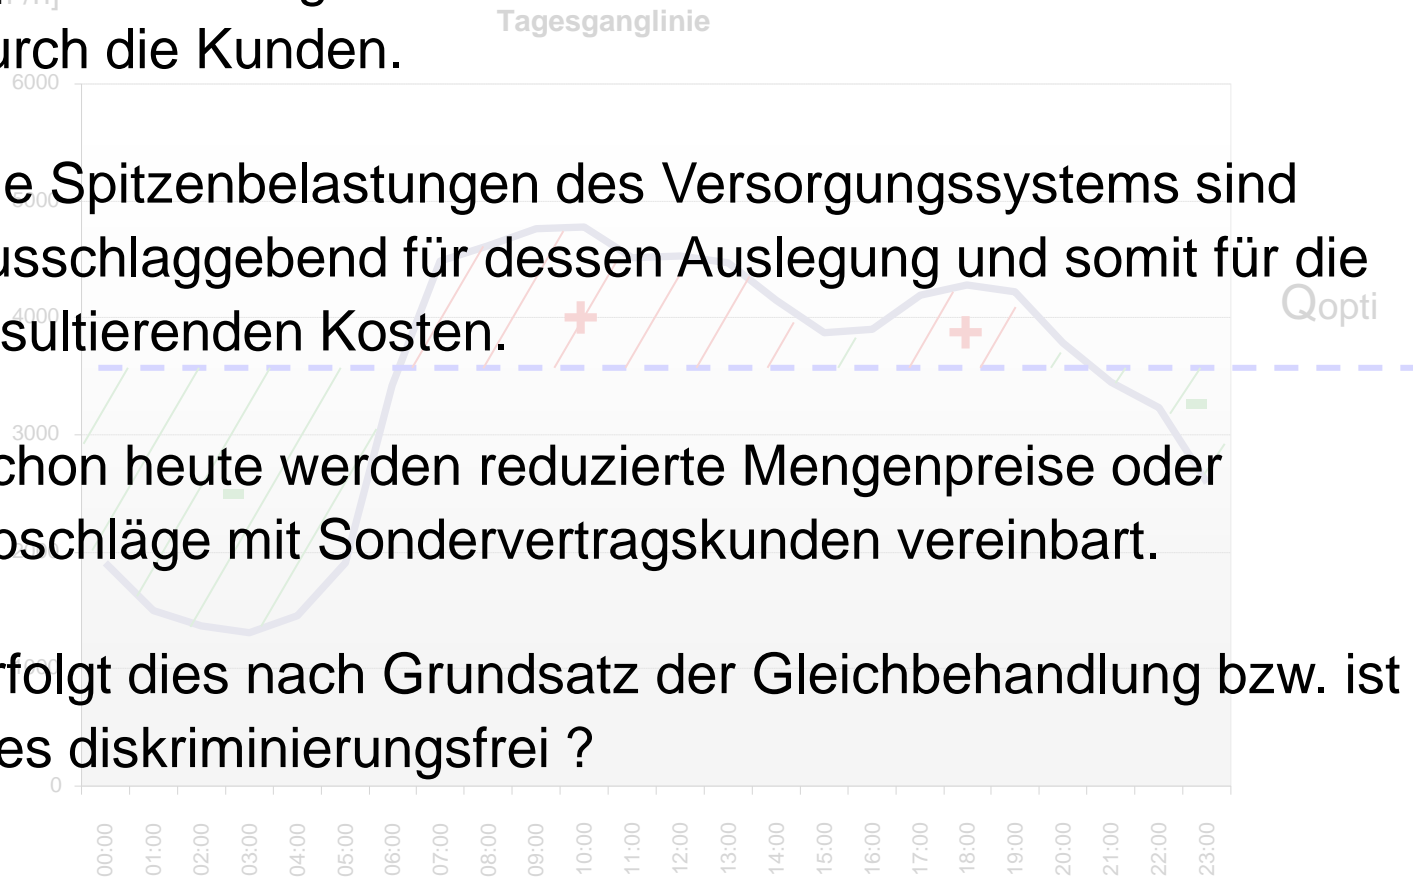 Tagesganglinie
urch die Kunden.
6000
e Spitzenbelastungen des Versorgungssystems sind
usschlaggebend für dessen Auslegung und somit für die
4000
sultierenden Kosten.
Qopti
3000
chon heute werden reduzierte Mengenpreise oder
bschläge mit Sondervertragskunden vereinbart.
rfolgt dies nach Grundsatz der Gleichbehandlung bzw. ist
es diskriminierungsfrei ?
0
00:00 01:00 02:00 03:00 04:00 05:00 06:00 07:00 08:00 09:00 10:00 11:00 12:00 13:00 14:00 15:00 16:00 17:00 18:00 19:00 20:00 21:00 22:00 23:00